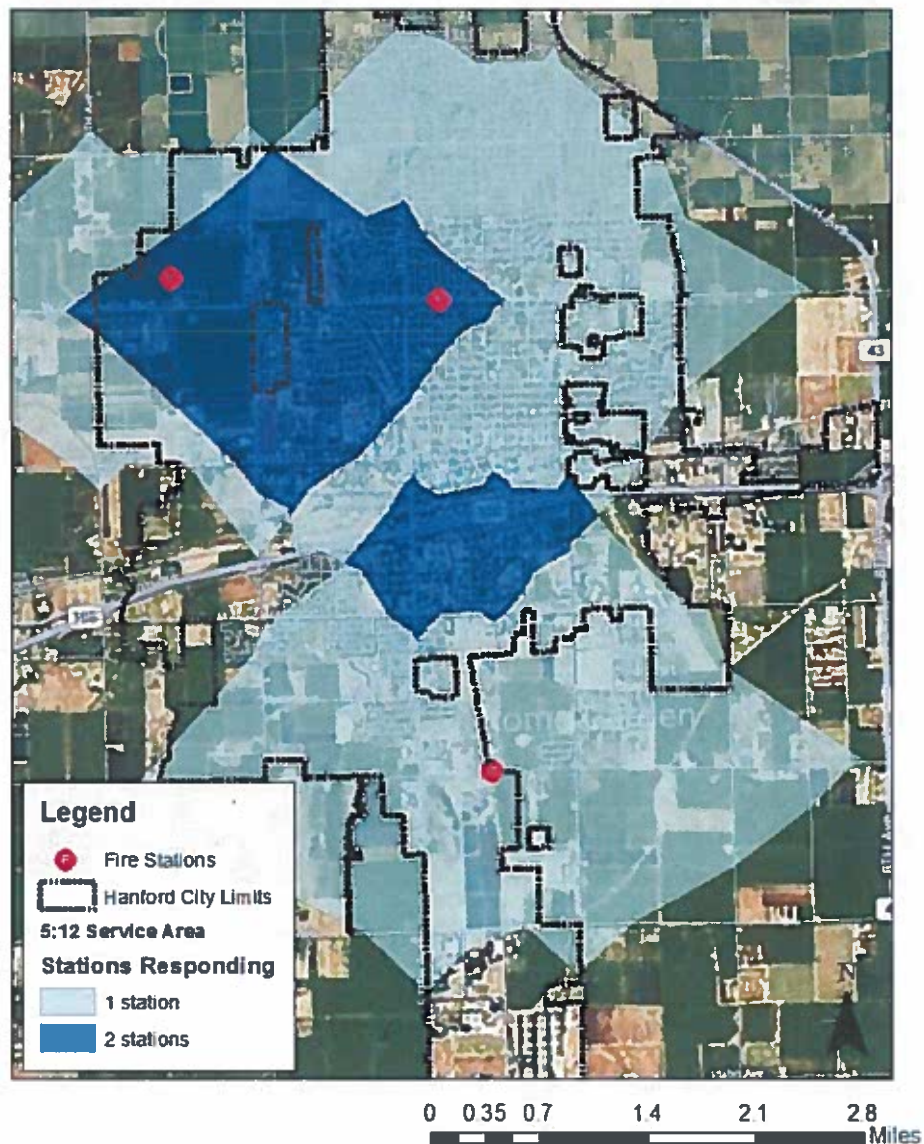 43
Legend
F Fire Stations
Hanford City Limits
5:12 Service Area
Stations Responding
1 station
2 stations
N
0 0.35 0.7 1.4 2.1 2.8
Miles